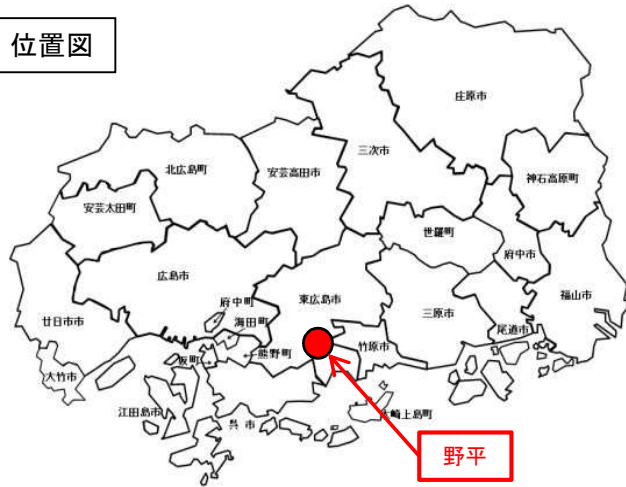 位置図
庄原市
三次市
北広島町
安芸高田市
神石高原町
安芸太田町
世羅町
府中市
広島市
東広島市
三原市
福山市
府中町
海田町
尾道市
廿日市市
竹原市
坂町
熊野町
大竹市
江田島市
大崎上島町
呉市
野平